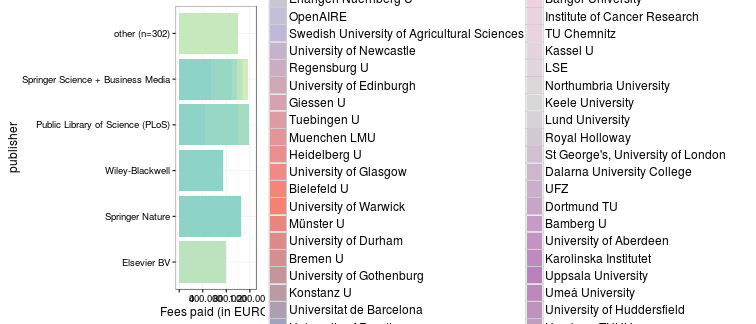 publisher
other (n=302)
Springer Science + Business Media
Public Library of Science (PLoS)
Wiley-Blackwell
Springer Nature
Elsevier BV
Fees paid (in EURO
Erlangen Nuernberg U
OpenAIRE
Swedish University of Agricultural Sciences
University of Newcastle
Regensburg U
University of Edinburgh
Giessen U
Tuebingen U
Muenchen LMU
Heidelberg U
University of Glasgow
Bielefeld U
University of Warwick
Münster U
University of Durham
Bremen U
University of Gothenburg
Konstanz U
Universitat de Barcelona
Bangor University
Institute of Cancer Research
TU Chemnitz
Kassel U
LSE
Northumbria University
Keele University
Lund University
Royal Holloway
St George's, University of London
Dalarna University College
UFZ
Dortmund TU
Bamberg U
University of Aberdeen
Karolinska Institutet
Uppsala University
Umeå University
University of Huddersfield